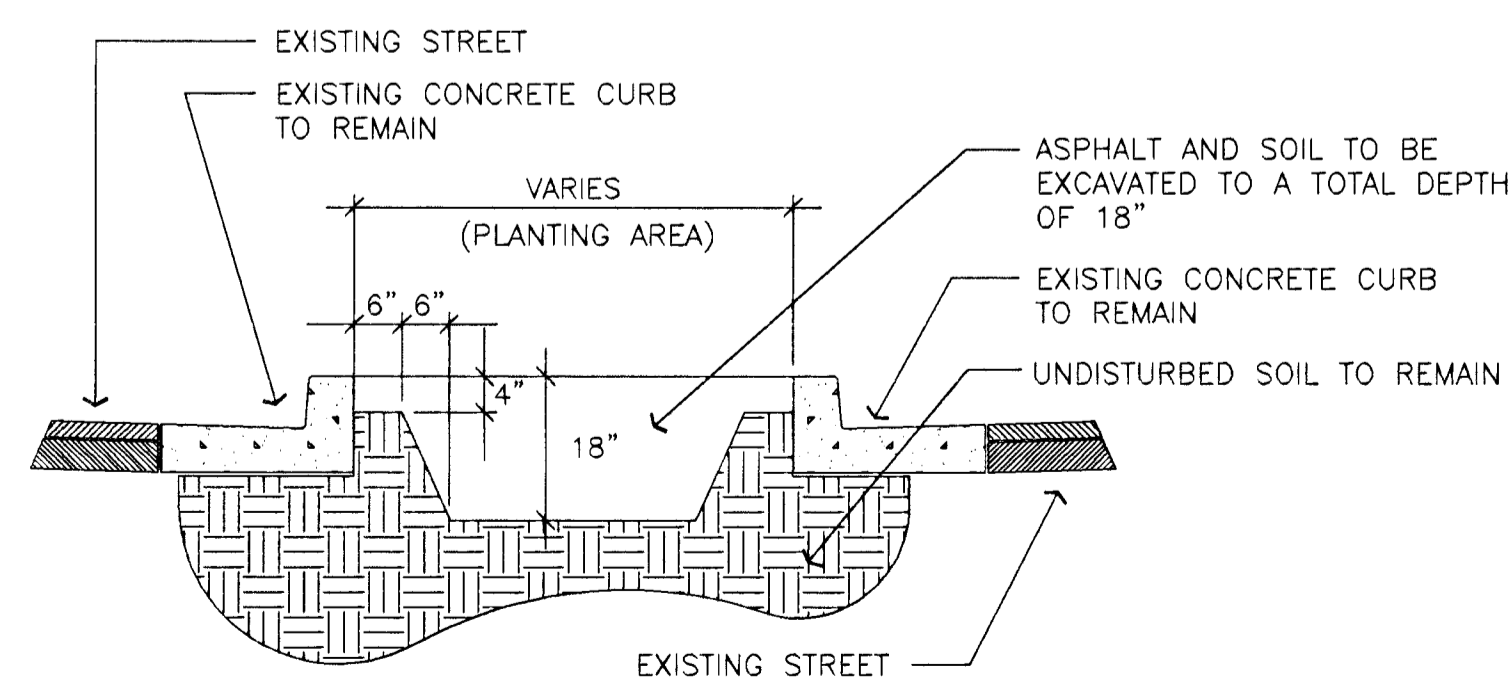 EXISTING STREET
EXISTING CONCRETE CURB
TO REMAIN
ASPHALT AND SOIL TO BE
EXCAVATED TO A TOTAL DEPTH
OF 18"
VARIES
(PLANTING AREA)
EXISTING CONCRETE CURB
TO REMAIN
6" 6"
4"
UNDISTURBED SOIL TO REMAIN
18"
EXISTING STREET